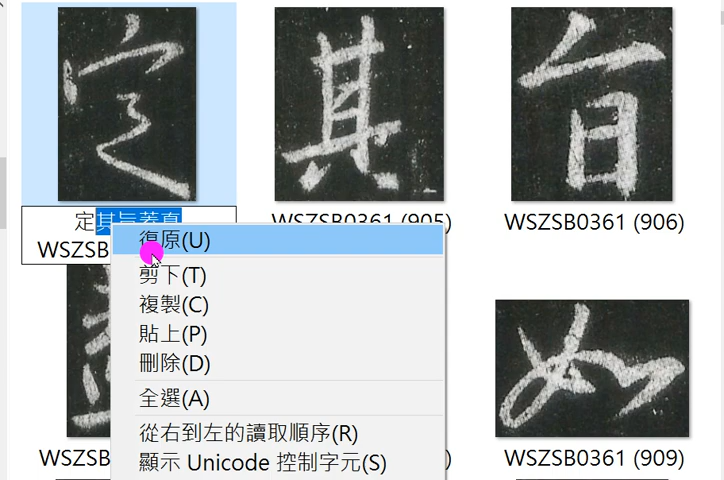 定 其 旨
定其旨蓋真 WSZSB0361 (905) WSZSB0361 (906)
WSZSB
復原(U)
剪下(T)
複製(C)
貼上(P)
刪除(D)
全選(A)
從右到左的讀取順序(R)
顯示 Unicode 控制字元(S)
如
WSZSB
WSZSB0361 (909)